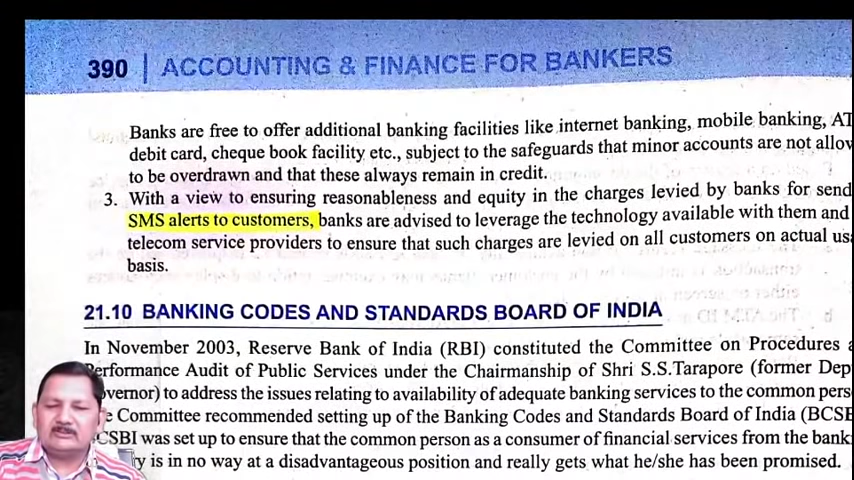 390 | ACCOUNTING & FINANCE FOR BANKERS
Banks are free to offer additional banking facilities like internet banking, mobile banking, AT
debit card, cheque book facility etc., subject to the safeguards that minor accounts are not allow
to be overdrawn and that these always remain in credit.
3. With a view to ensuring reasonableness and equity in the charges levied by banks for send
SMS alerts to customers, banks are advised to leverage the technology available with them and
telecom service providers to ensure that such charges are levied on all customers on actual usa
basis.
21.10 BANKING CODES AND STANDARDS BOARD OF INDIA
In November 2003, Reserve Bank of India (RBI) constituted the Committee on Procedures a
Performance Audit of Public Services under the Chairmanship of Shri S.S.Tarapore (former Dep
overnor) to address the issues relating to availability of adequate banking services to the common pers
e Committee recommended setting up of the Banking Codes and Standards Board of India (BCSB
CSBI was set up to ensure that the common person as a consumer of financial services from the bank
y is in no way at a disadvantageous position and really gets what he/she has been promised.